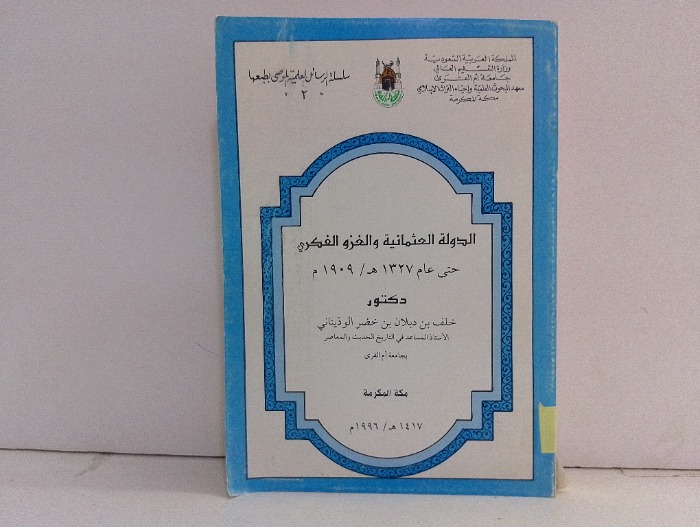 المملكة العربية السعودية
وزارة التعليم العالي
جامعة أم القرى
معهد البحوث العلمية وإحياء التراث الإسلامي
مكة المكرمة
سلسلة الرسائل العلمية الموصى بطبعها
٢
الدولة العثمانية والغزو الفكري
حتى عام ١٣٢٧ هـ / ١٩٠٩ م
دكتور
خلف بن دبلان بن خضر الوذيناني
الأستاذ المساعد في التاريخ الحديث والمعاصر
بجامعة أم القرى
مكة المكرمة
١٤١٧ هـ / ١٩٩٦ م